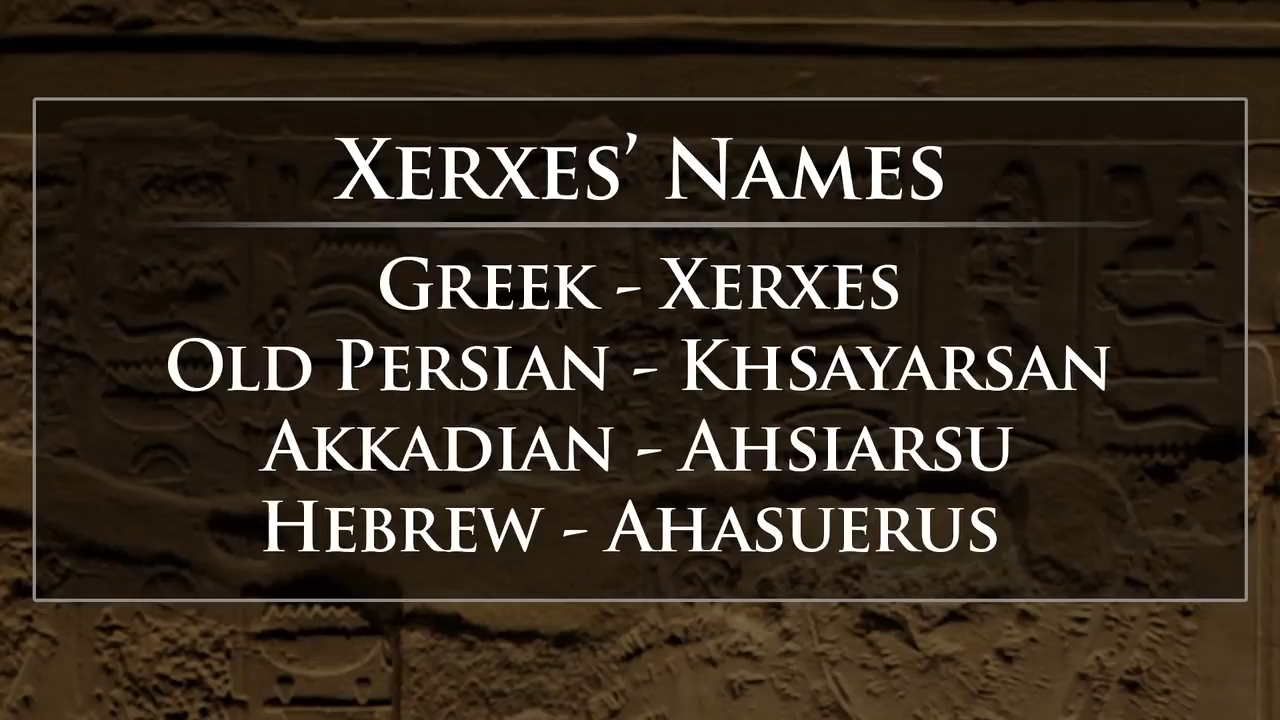 Xerxes’ Names
Greek - Xerxes
Old Persian - Khsayarsan
Akkadian - Ahsiarsu
Hebrew - Ahasuerus